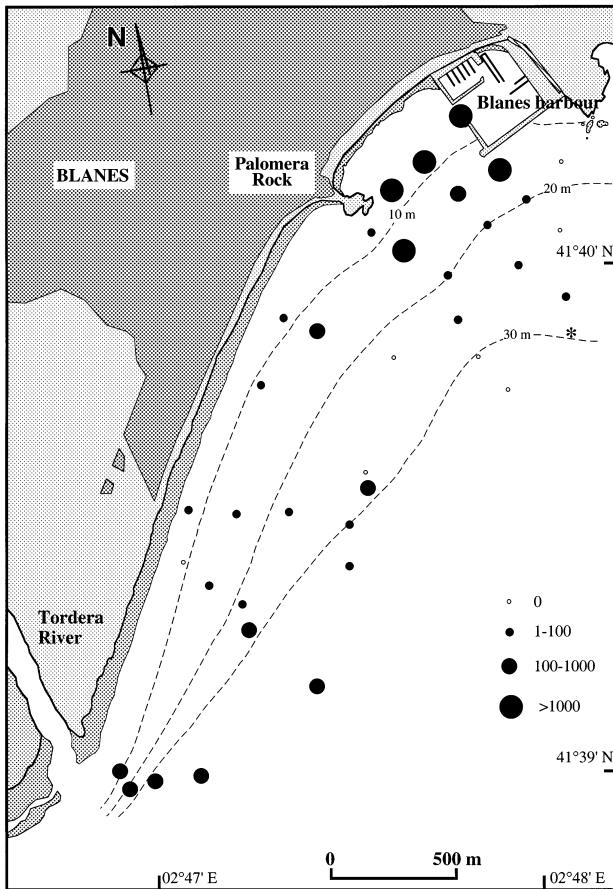 N
Blanes harbour
Palomera
Rock
BLANES
20 m
10 m
41°40' N
*
30 m
Tordera
River
0
1-100
100-1000
>1000
41°39' N
0 500 m
02°47' E
02°48' E